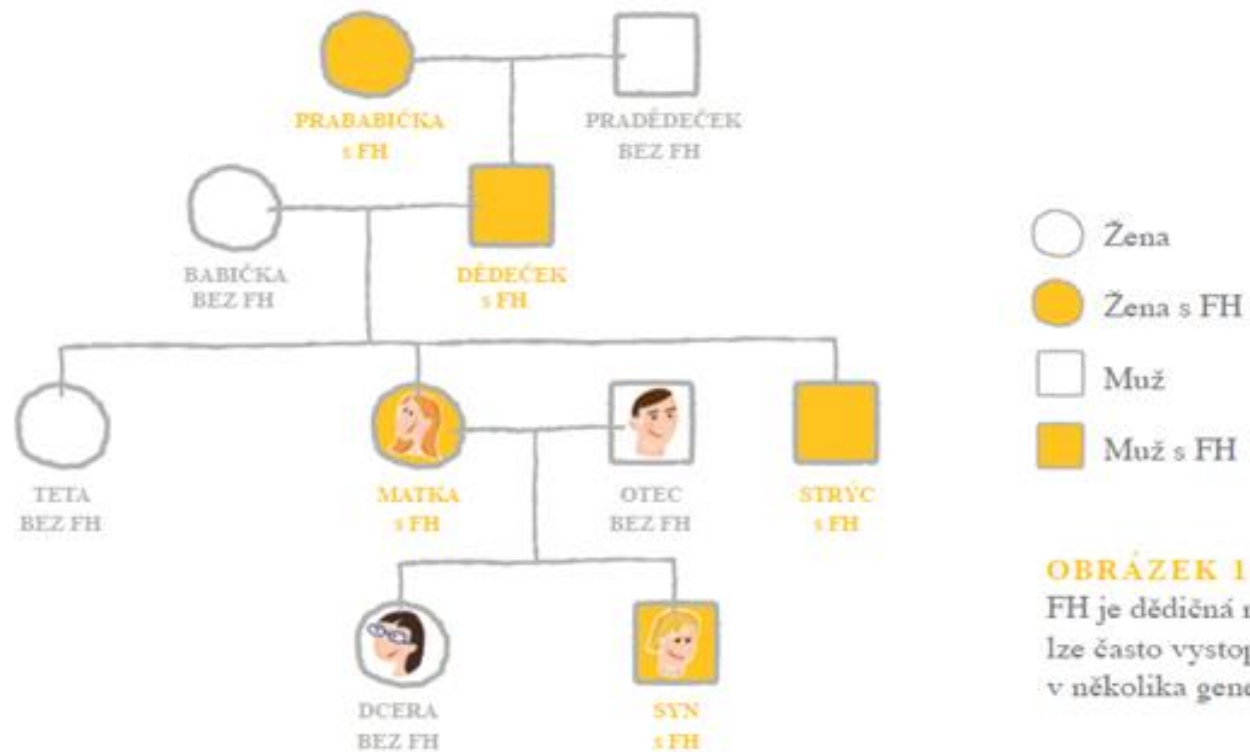 PRABABIČKA
s FH
PRADĚDEČEK
BEZ FH
BABIČKA
BEZ FH
DĚDEČEK
s FH
TETA
BEZ FH
MATKA
s FH
OTEC
BEZ FH
STRÝC
s FH
DCERA
BEZ FH
SYN
s FH
Žena
Žena s FH
Muž
Muž s FH
OBRÁZEK 1
FH je dědičná
lze často
v několika